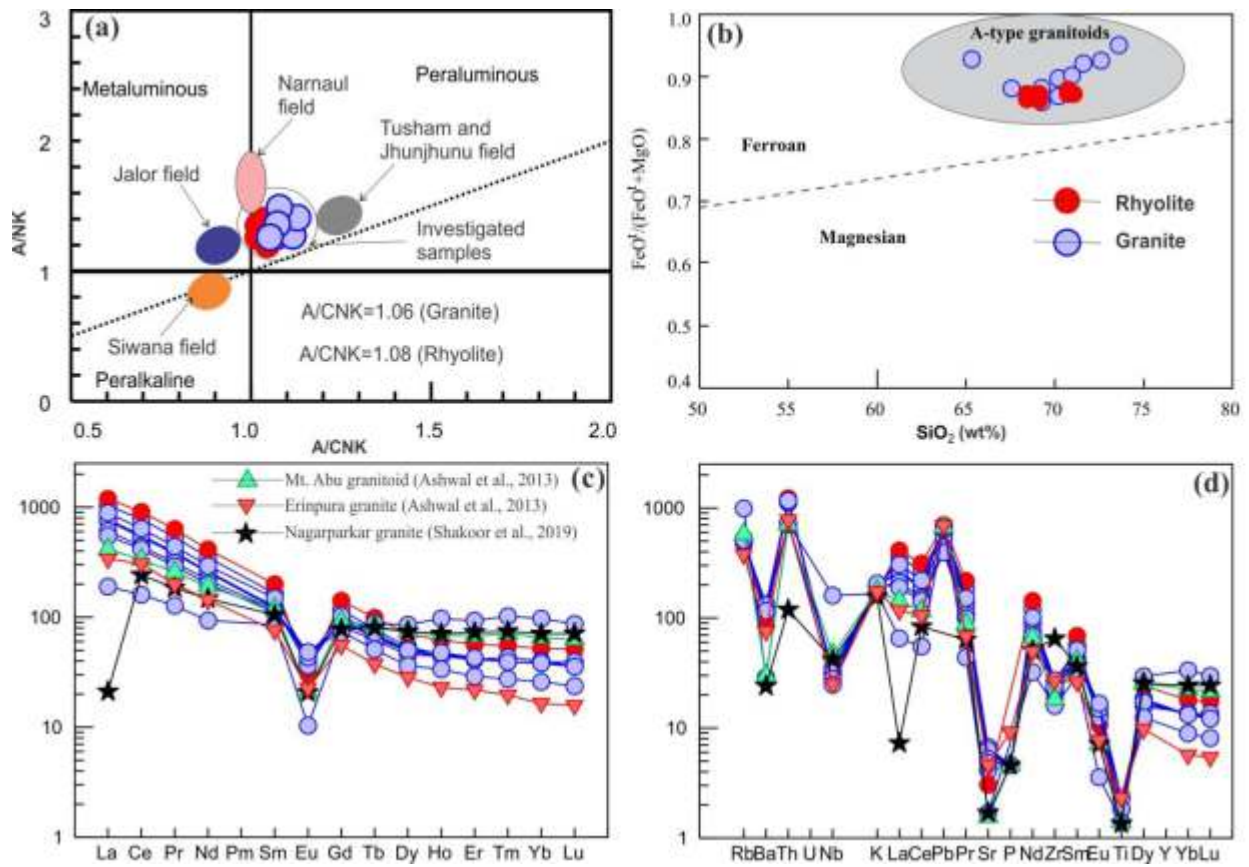 (a)
3
2
1
0
A/NK
Metaluminous
Peraluminous
Narnaul
field
Tusham and
Jhunjhunu field
Jalor field
Investigated
samples
Siwana field
Peralkaline
A/CNK=1.06 (Granite)
A/CNK=1.08 (Rhyolite)
0.5 1.0 1.5 2.0
A/CNK
(b)
1.0
0.9
0.8
0.7
0.6
0.5
0.4
FeOᵗ/(FeOᵗ+MgO)
A-type granitoids
Ferroan
Magnesian
Rhyolite
Granite
50 55 60 65 70 75 80
SiO₂ (wt%)
(c)
Mt. Abu granitoid (Ashwal et al., 2013)
Erinpura granite (Ashwal et al., 2013)
Nagarparkar granite (Shakoor et al., 2019)
1000
100
10
1
La Ce Pr Nd Pm Sm Eu Gd Tb Dy Ho Er Tm Yb Lu
(d)
1000
100
10
1
Rb Ba Th U Nb K La Ce Pb Pr Sr P Nd Zr Sm Eu Ti Dy Y Yb Lu